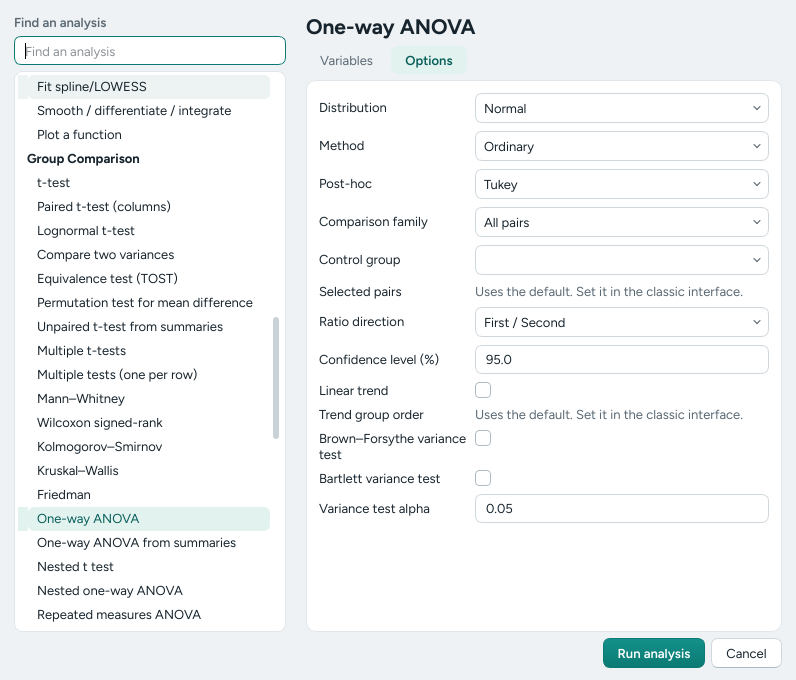 Find an analysis
Find an analysis
Fit spline/LOWESS
Smooth / differentiate / integrate
Plot a function
Group Comparison
t-test
Paired t-test (columns)
Lognormal t-test
Compare two variances
Equivalence test (TOST)
Permutation test for mean difference
Unpaired t-test from summaries
Multiple t-tests
Multiple tests (one per row)
Mann–Whitney
Wilcoxon signed-rank
Kolmogorov–Smirnov
Kruskal–Wallis
Friedman
One-way ANOVA
One-way ANOVA from summaries
Nested t test
Nested one-way ANOVA
Repeated measures ANOVA
One-way ANOVA
Variables Options
Distribution Normal
Method Ordinary
Post-hoc Tukey
Comparison family All pairs
Control group
Selected pairs Uses the default. Set it in the classic interface.
Ratio direction First / Second
Confidence level (%) 95.0
Linear trend
Trend group order Uses the default. Set it in the classic interface.
Brown–Forsythe variance
test
Bartlett variance test
Variance test alpha 0.05
Run analysis Cancel